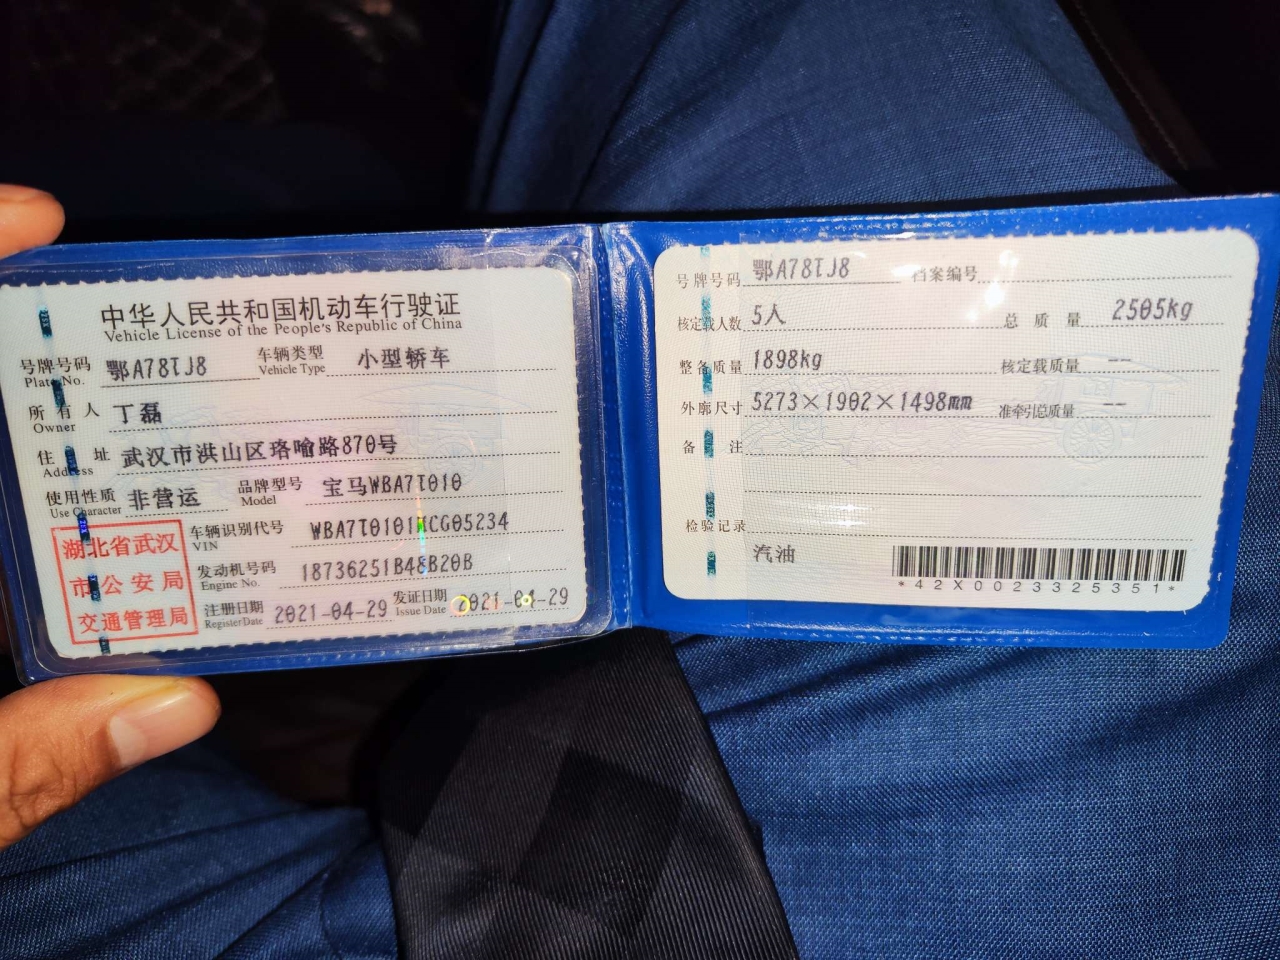 中华人民共和国机动车行驶证
Vehicle License of the People's Republic of China
号牌号码 鄂A78TJ8 车辆类型 小型轿车
Plate No. Vehicle Type
所有人 丁磊
Owner
住址 武汉市洪山区珞喻路870号
Address
使用性质 非营运 品牌型号 宝马WBA7T010
Use Character Model
湖北省武汉
市公安局
交通管理局
车辆识别代号 WBA7T0101MCG05234
VIN
发动机号码 18736251B48B20B
Engine No.
注册日期 2021-04-29 发证日期 2021-04-29
Register Date Issue Date
号牌号码 鄂A78TJ8 档案编号
核定载人数 5人 总质量 2505kg
整备质量 1898kg 核定载质量 --
外廓尺寸 5273×1902×1498mm 准牵引总质量 --
备注
检验记录
汽油
*42X0023325351*